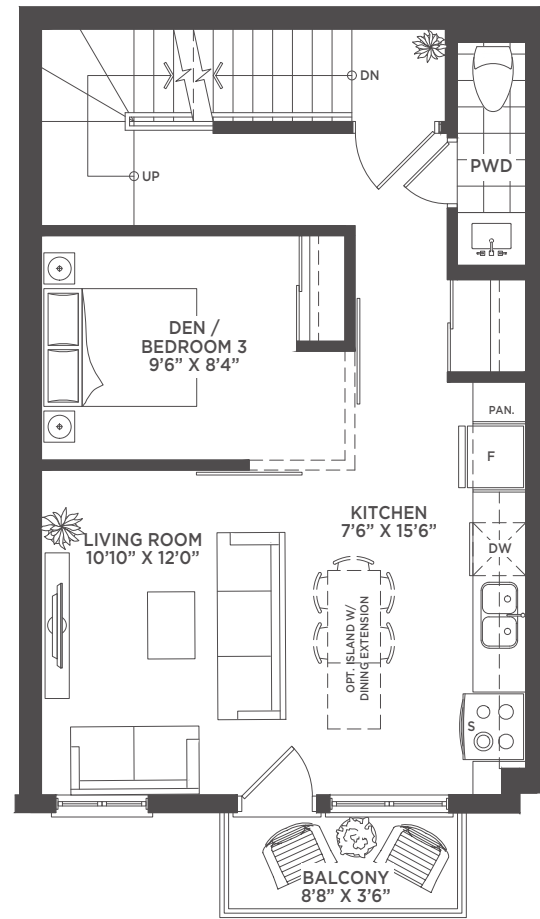 DN
PWD
UP
DEN /
BEDROOM 3
9'6" X 8'4"
PAN.
F
KITCHEN
7'6" X 15'6"
LIVING ROOM
10'10" X 12'0"
DW
OPT. ISLAND W/
DINING EXTENSION
S
BALCONY
8'8" X 3'6"